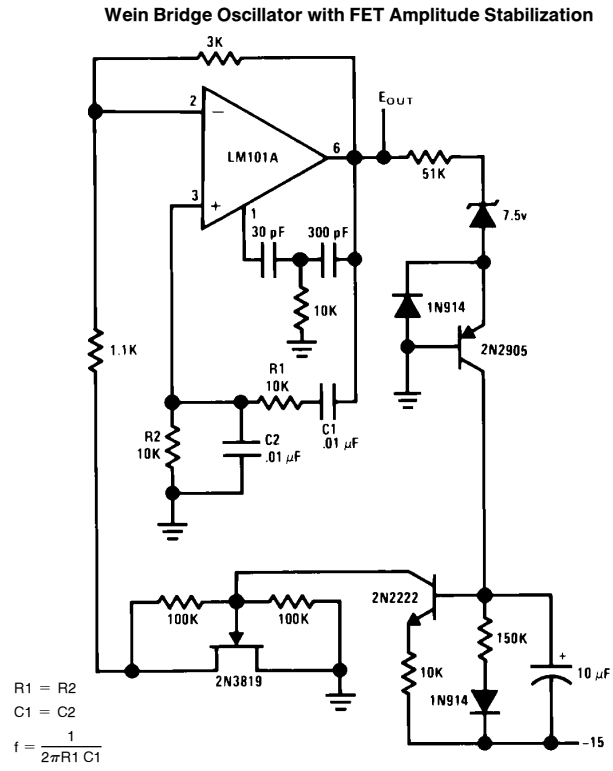 Wein Bridge Oscillator with FET Amplitude Stabilization
3K
EOUT
2
−
6
LM101A
51K
3
+
1
7.5v
30 pF
300 pF
10K
1N914
2N2905
1.1K
R1
10K
C1
.01 μF
R2
10K
C2
.01 μF
100K
100K
2N2222
150K
+
10K
10 μF
2N3819
1N914
−15
R1 = R2
C1 = C2
f = 1
2πR1 C1